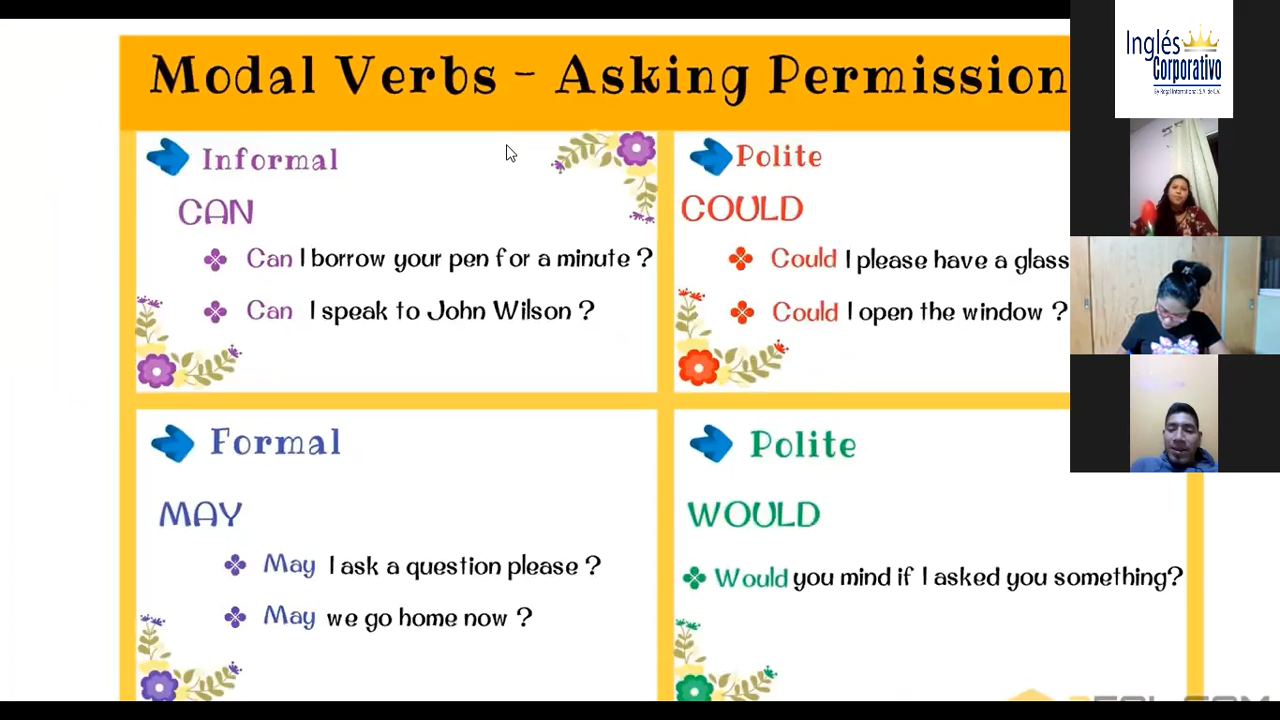 Modal Verbs - Asking Permission
Informal
CAN
Can I borrow your pen for a minute ?
Can I speak to John Wilson ?
Polite
COULD
Could I please have a glass
Could I open the window ?
Formal
MAY
May I ask a question please ?
May we go home now ?
Polite
WOULD
Would you mind if I asked you something?
Inglés
Corporativo